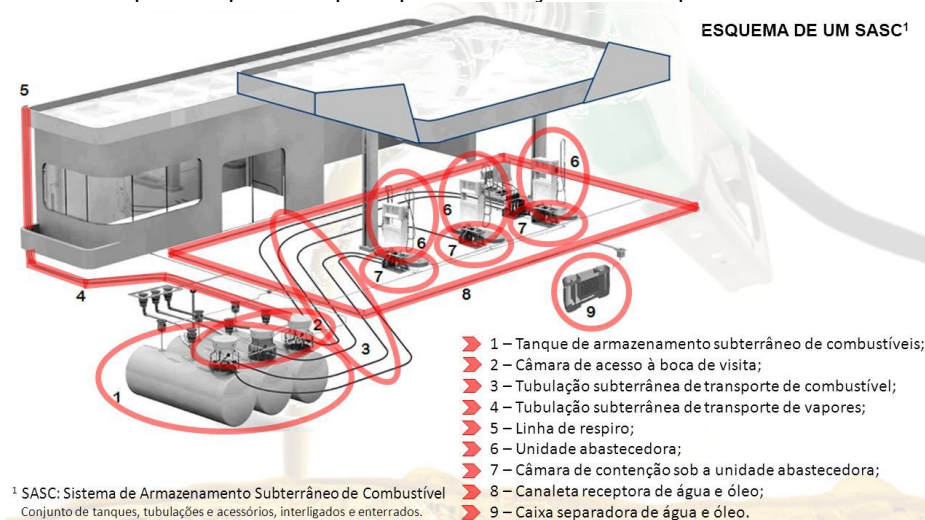 ESQUEMA DE UM SASC¹
5
6
6
6
7
7
7
4
8
9
2
3
1
1 – Tanque de armazenamento subterrâneo de combustíveis;
2 – Câmara de acesso à boca de visita;
3 – Tubulação subterrânea de transporte de combustível;
4 – Tubulação subterrânea de transporte de vapores;
5 – Linha de respiro;
6 – Unidade abastecedora;
7 – Câmara de contenção sob a unidade abastecedora;
8 – Canaleta receptora de água e óleo;
9 – Caixa separadora de água e óleo.
¹ SASC: Sistema de Armazenamento Subterrâneo de Combustível
Conjunto de tanques, tubulações e acessórios, interligados e enterrados.